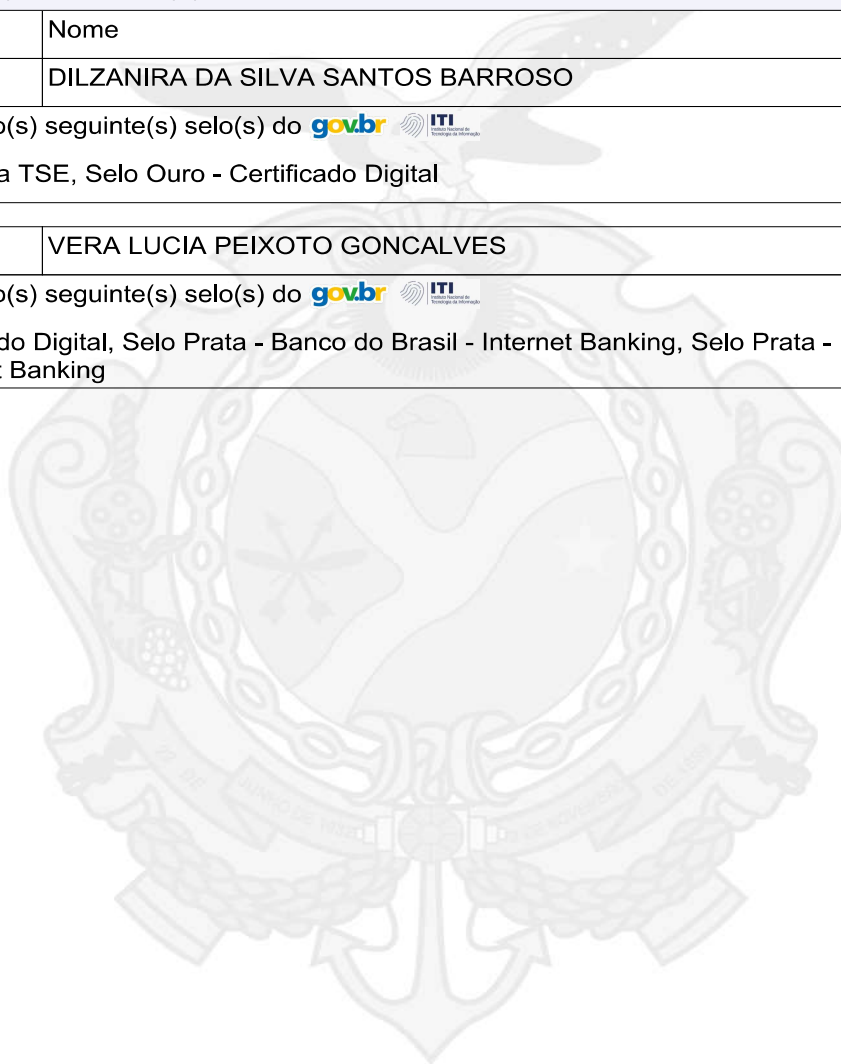 Nome
DILZANIRA DA SILVA SANTOS BARROSO
o(s) seguinte(s) selo(s) do gov.br ITI
a TSE, Selo Ouro - Certificado Digital
VERA LUCIA PEIXOTO GONCALVES
o(s) seguinte(s) selo(s) do gov.br ITI
do Digital, Selo Prata - Banco do Brasil - Internet Banking, Selo Prata -
t Banking